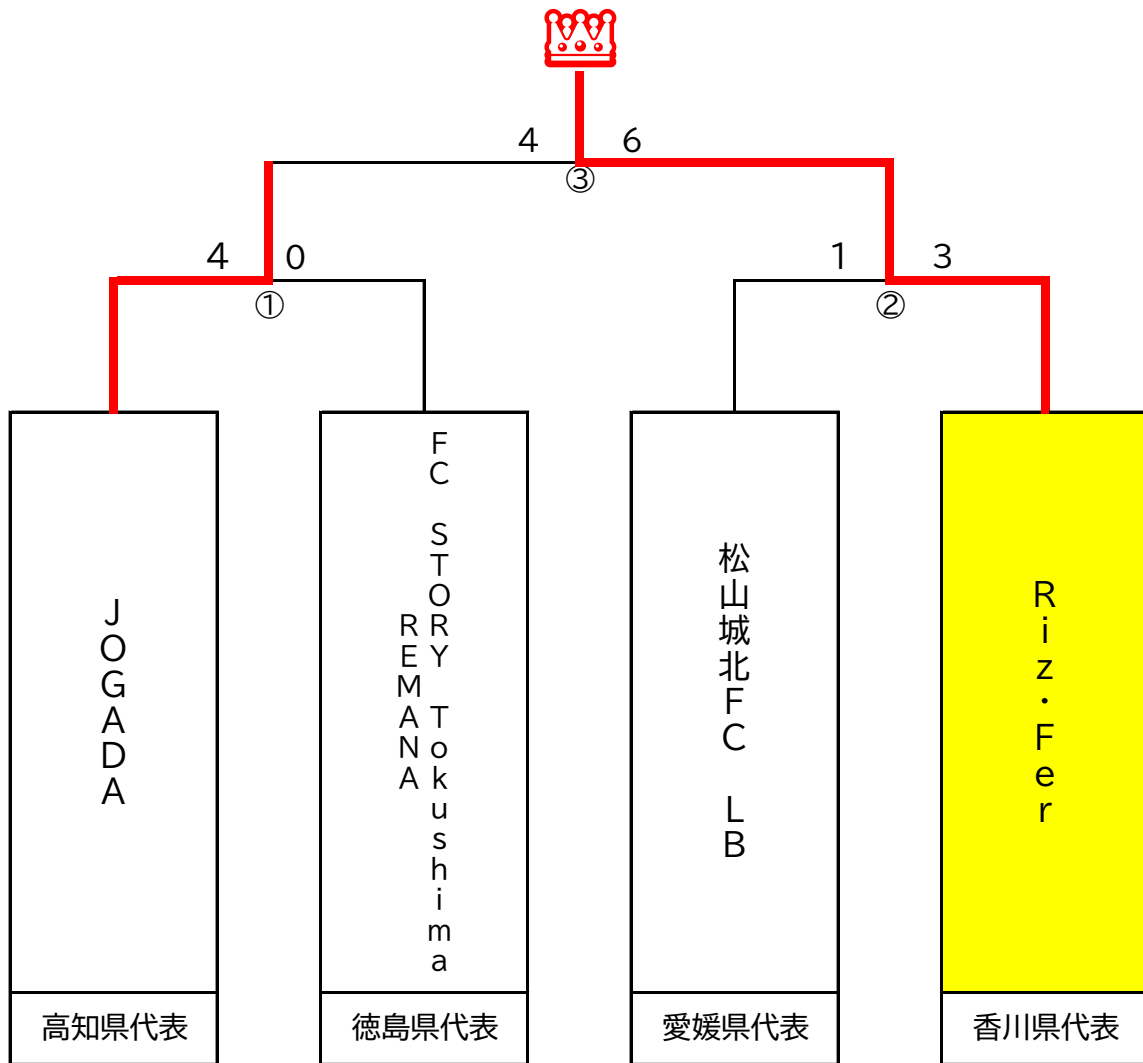 4 6
③
4 0
1 3
①
②
JOGADA
FC STORY Tokushima
REMANA
松山城北FC LB
Riz・Fer
高知県代表
徳島県代表
愛媛県代表
香川県代表